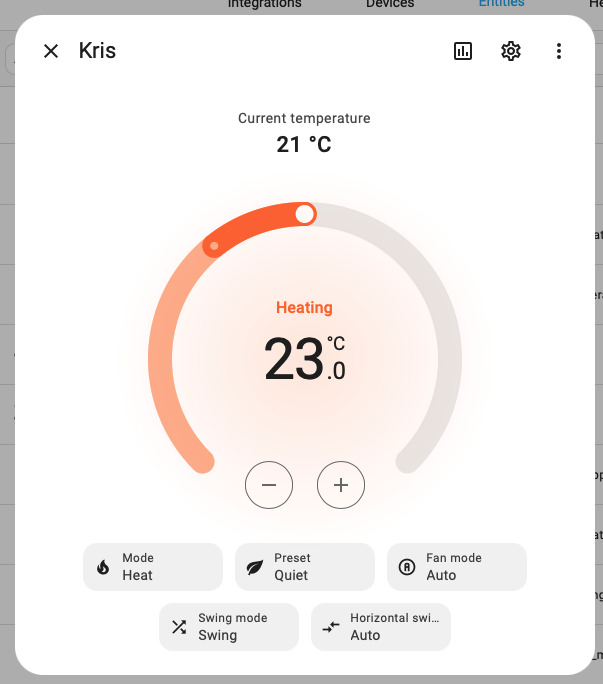 Integrations Devices Entities
Kris
Current temperature
21 °C
Heating
23.0 °C
Mode
Heat
Preset
Quiet
Fan mode
Auto
Swing mode
Swing
Horizontal swi...
Auto